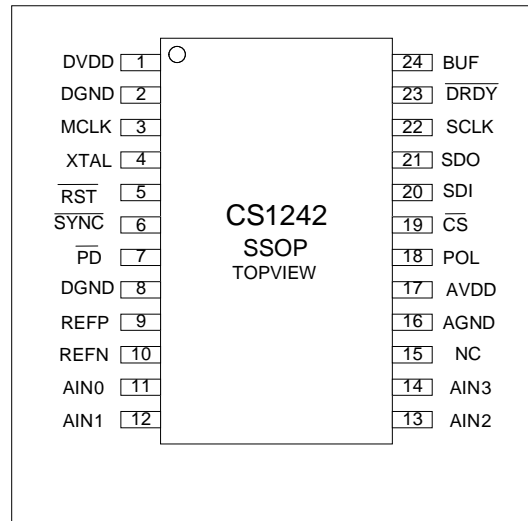 DVDD 1 24 BUF
DGND 2 23 DRDY
MCLK 3 22 SCLK
XTAL 4 21 SDO
RST 5 20 SDI
SYNC 6 19 CS
PD 7 18 POL
DGND 8 17 AVDD
REFP 9 16 AGND
REFN 10 15 NC
AIN0 11 14 AIN3
AIN1 12 13 AIN2
CS1242
SSOP
TOPVIEW